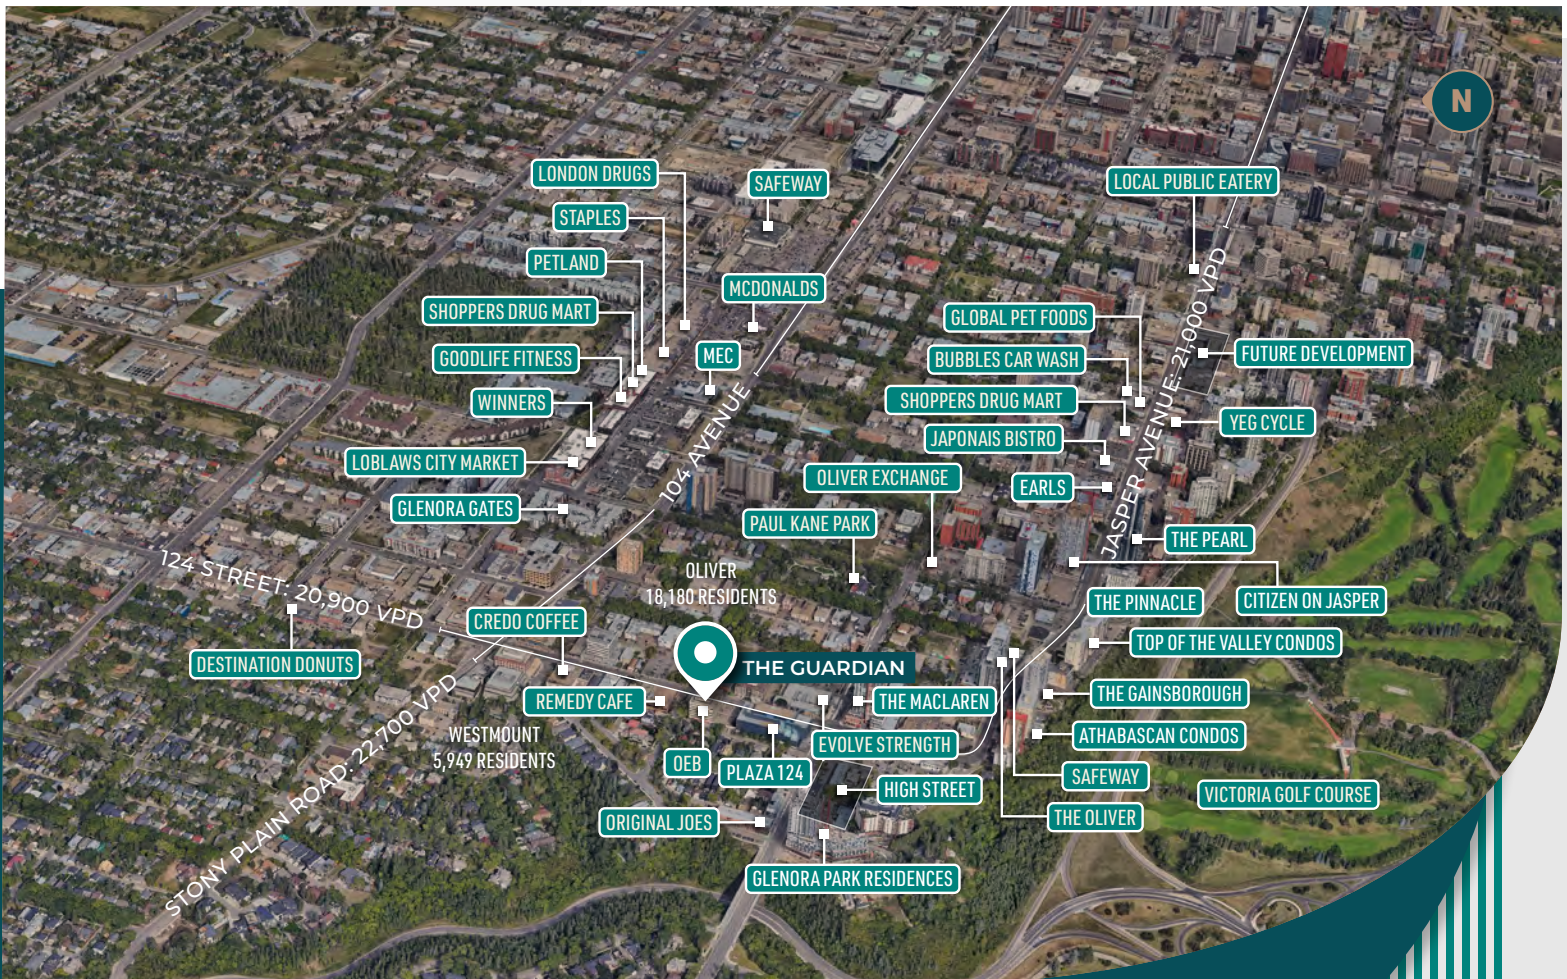 N
LONDON DRUGS
SAFEWAY
LOCAL PUBLIC EATERY
STAPLES
PETLAND
MCDONALDS
SHOPPERS DRUG MART
GLOBAL PET FOODS
GOODLIFE FITNESS
MEC
BUBBLES CAR WASH
FUTURE DEVELOPMENT
WINNERS
SHOPPERS DRUG MART
YEG CYCLE
JAPONAIS BISTRO
LOBLAWS CITY MARKET
104 AVENUE
JASPER AVENUE: 21,000 VPD
OLIVER EXCHANGE
EARLS
GLENORA GATES
PAUL KANE PARK
THE PEARL
124 STREET: 20,900 VPD
OLIVER
18,180 RESIDENTS
THE PINNACLE
CITIZEN ON JASPER
CREDO COFFEE
TOP OF THE VALLEY CONDOS
DESTINATION DONUTS
THE GUARDIAN
REMEDY CAFE
THE MACLAREN
THE GAINSBOROUGH
WESTMOUNT
5,949 RESIDENTS
EVOLVE STRENGTH
ATHABASCAN CONDOS
OEB
PLAZA 124
SAFEWAY
HIGH STREET
VICTORIA GOLF COURSE
STONY PLAIN ROAD: 22,700 VPD
ORIGINAL JOES
THE OLIVER
GLENORA PARK RESIDENCES